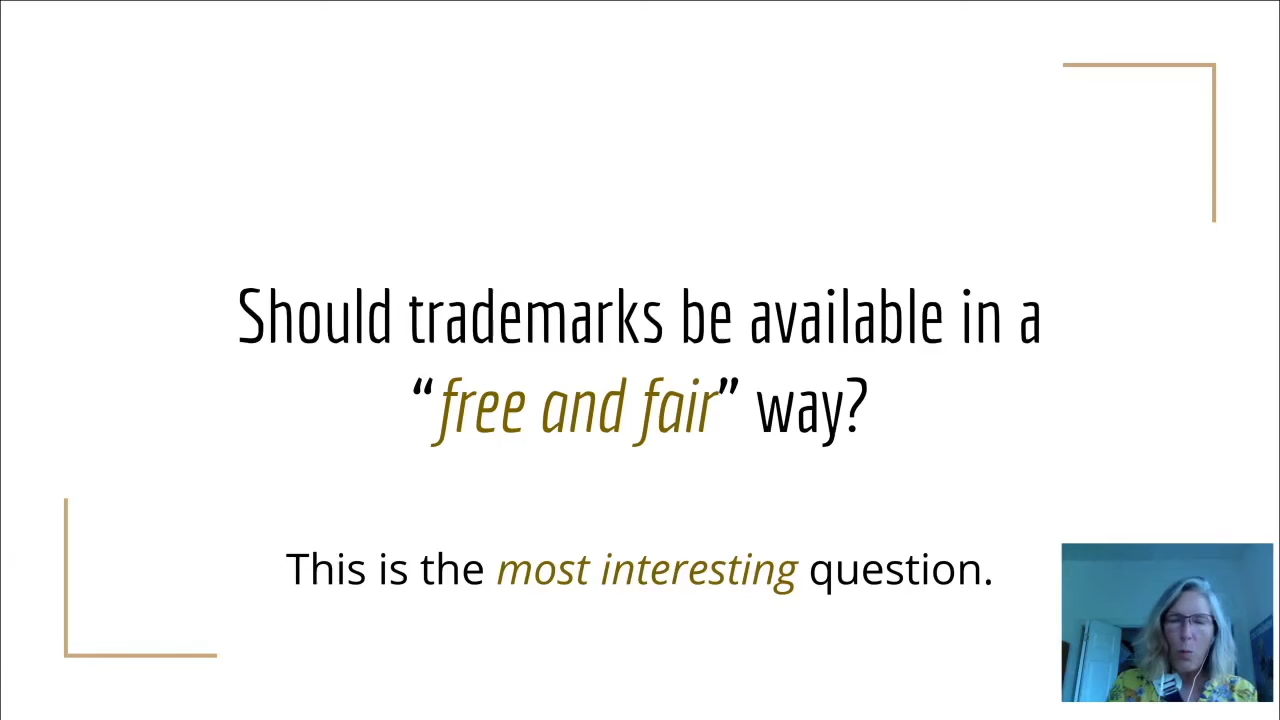 Should trademarks be available in a
“free and fair” way?
This is the most interesting question.